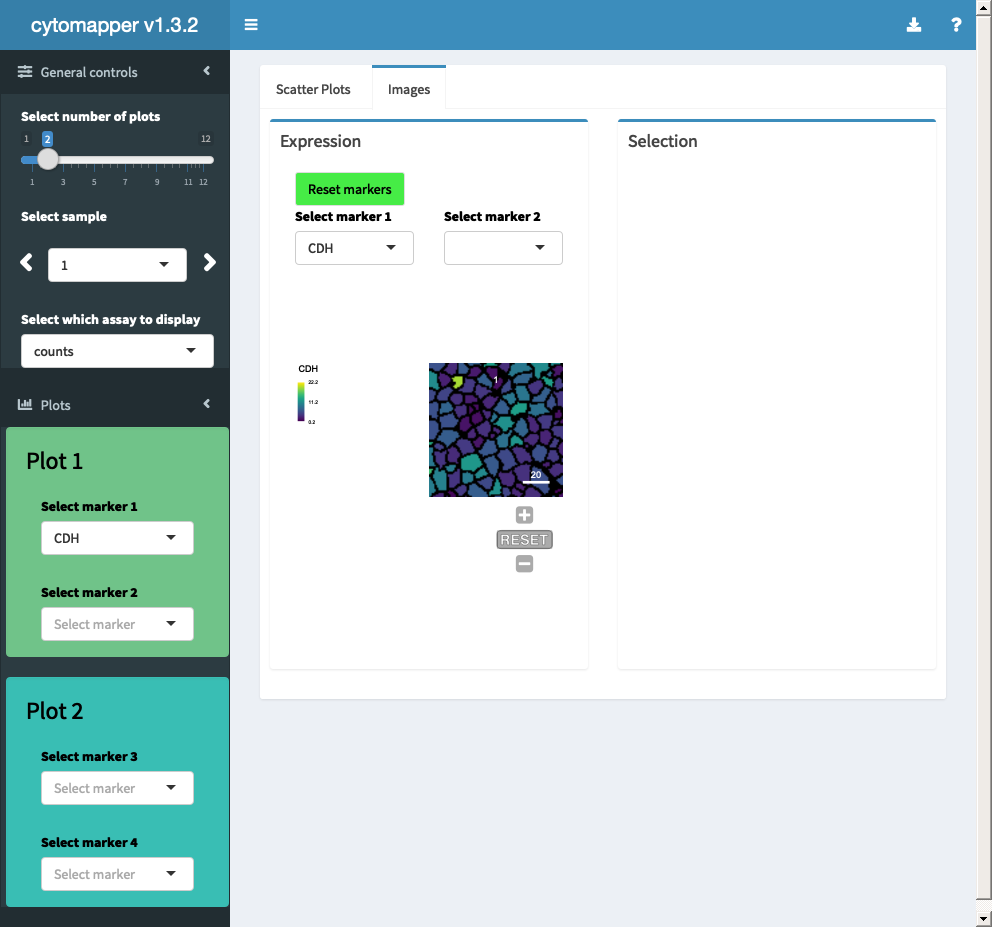 cytomapper v1.3.2
General controls
Select number of plots
1 2 12
1 3 5 7 9 11 12
Select sample
1
Select which assay to display
counts
Plots
Plot 1
Select marker 1
CDH
Select marker 2
Select marker
Plot 2
Select marker 3
Select marker
Select marker 4
Select marker
?
Scatter Plots Images
Expression
Reset markers
Select marker 1 Select marker 2
CDH
CDH
22.2
11.2
0.2
1
20
RESET
Selection